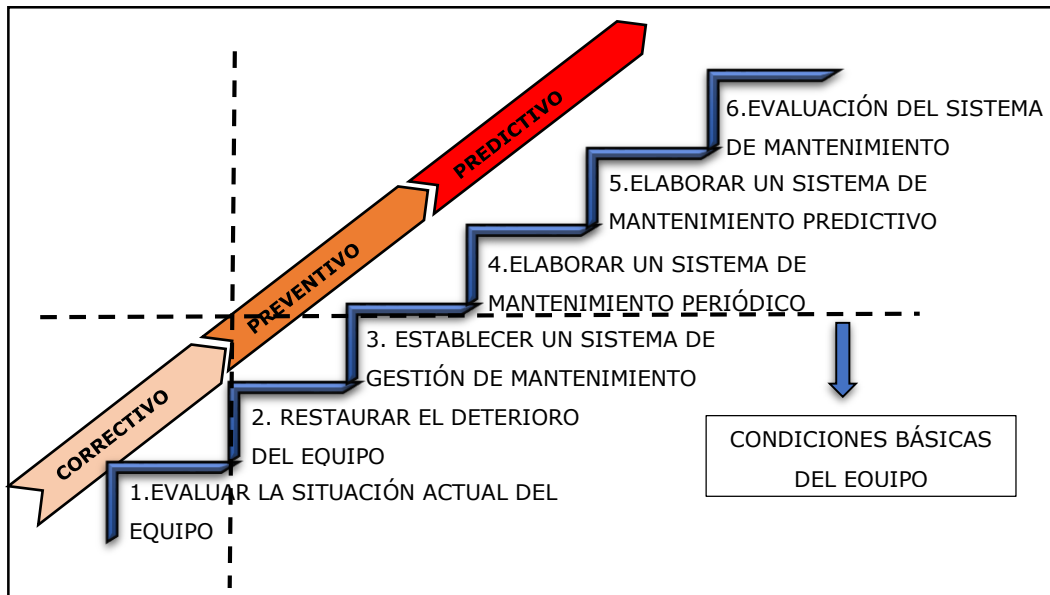 PREDICTIVO
PREVENTIVO
CORRECTIVO
6.EVALUACIÓN DEL SISTEMA
DE MANTENIMIENTO
5.ELABORAR UN SISTEMA DE
MANTENIMIENTO PREDICTIVO
4.ELABORAR UN SISTEMA DE
MANTENIMIENTO PERIÓDICO
3. ESTABLECER UN SISTEMA DE
GESTIÓN DE MANTENIMIENTO
2. RESTAURAR EL DETERIORO
DEL EQUIPO
1.EVALUAR LA SITUACIÓN ACTUAL DEL
EQUIPO
CONDICIONES BÁSICAS
DEL EOUIPO